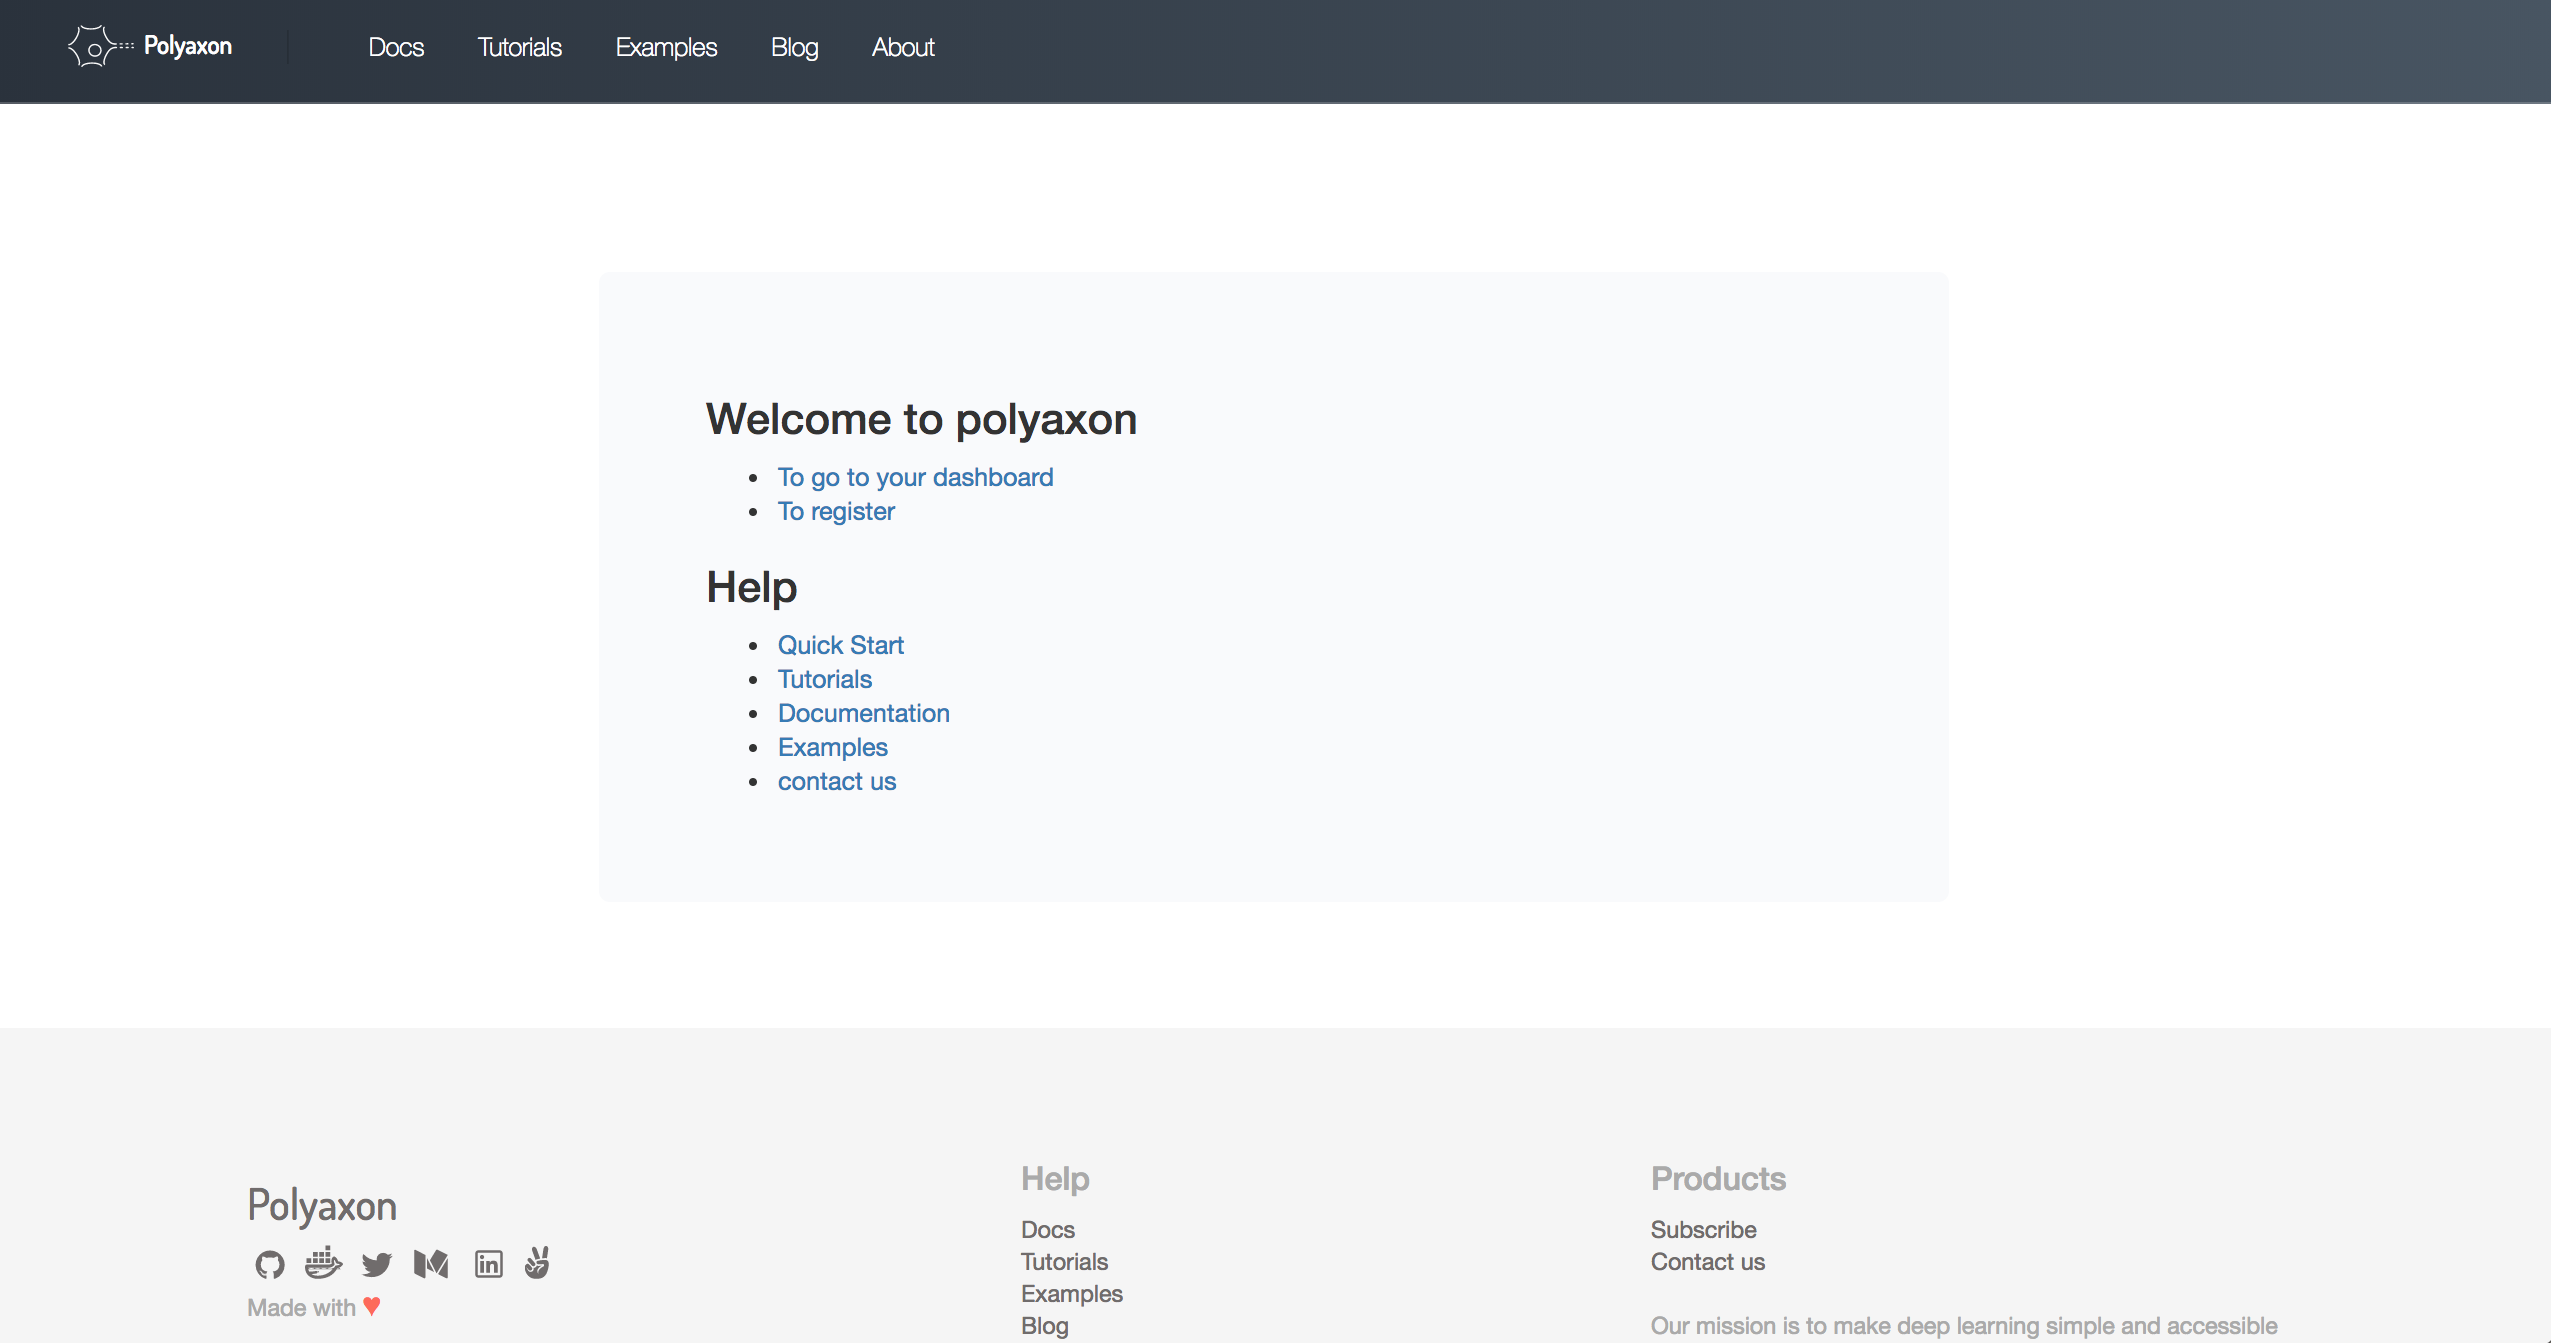 Polyaxon Docs Tutorials Examples Blog About
Welcome to polyaxon
To go to your dashboard
To register
Help
Quick Start
Tutorials
Documentation
Examples
contact us
Polyaxon
Made with
Help
Docs
Tutorials
Examples
Blog
Products
Subscribe
Contact us
Our mission is to make deep learning simple and accessible